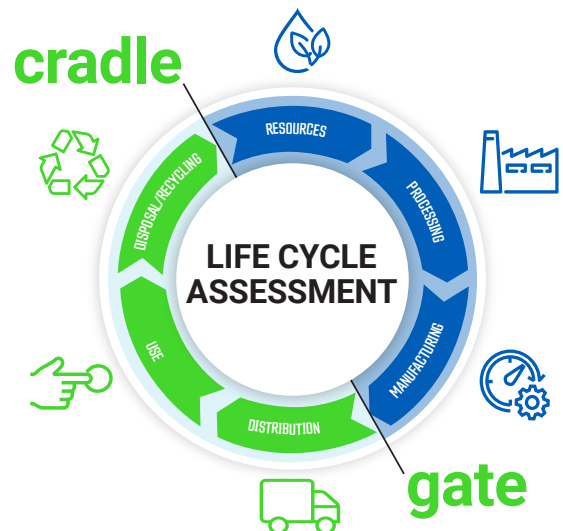 cradle
RESOURCES
PROCESSING
MANUFACTURING
DISTRIBUTION
USE
DISPOSAL/RECYCLING
LIFE CYCLE
ASSESSMENT
gate